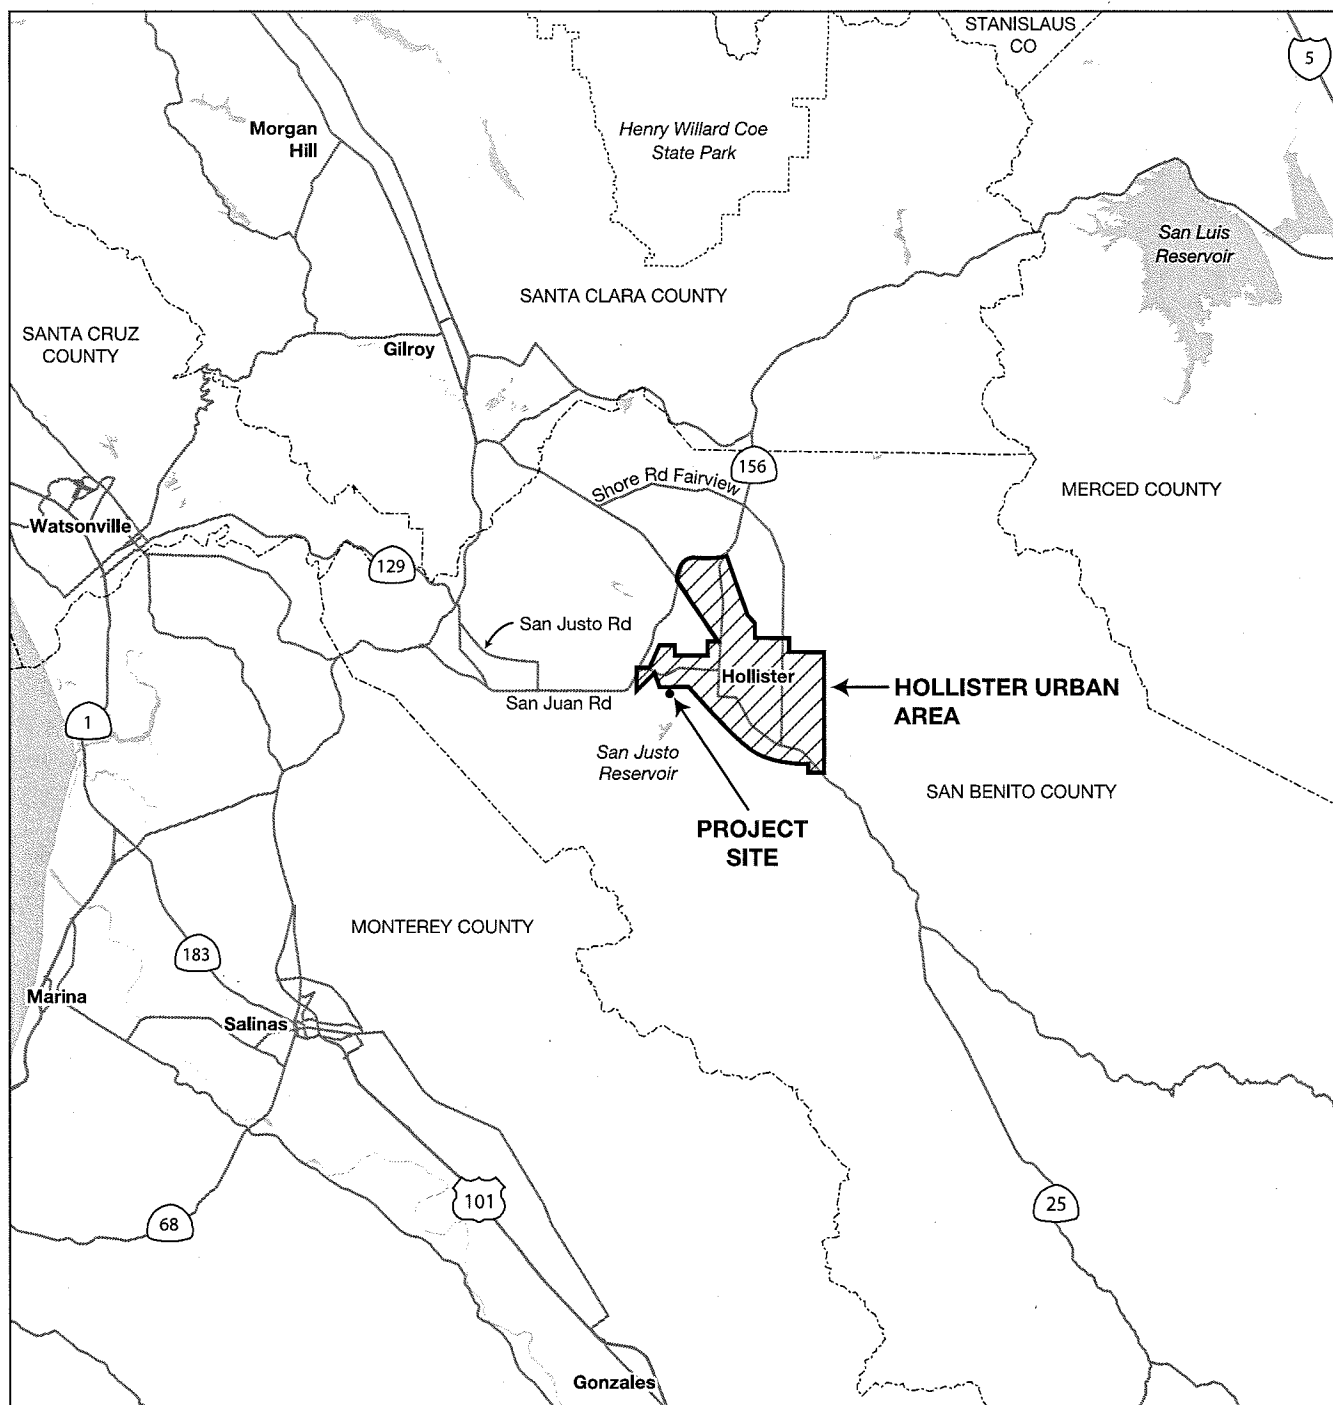 STANISLAUS
CO
5
Morgan
Hill
Henry Willard Coe
State Park
San Luis
Reservoir
SANTA CLARA COUNTY
SANTA CRUZ
COUNTY
Gilroy
156
Shore Rd Fairview
MERCED COUNTY
Watsonville
129
San Justo Rd
Hollister
HOLLISTER URBAN
AREA
San Juan Rd
1
San Justo
Reservoir
SAN BENITO COUNTY
PROJECT
SITE
MONTEREY COUNTY
183
Marina
Salinas
101
25
68
Gonzales